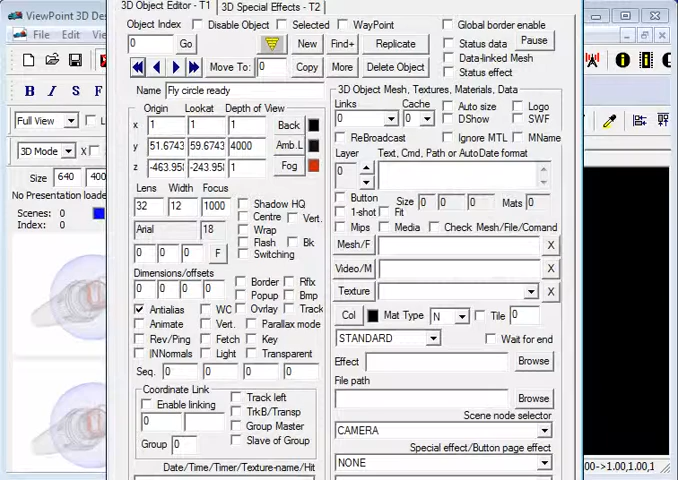 3D Object Editor - T1 3D Special Effects - T2
ViewPoint 3D Des
File Edit
Object Index Disable Object Selected WayPoint Global border enable
0 Go New Find+ Replicate Status data Pause
Data-linked Mesh
Move To: 0 Copy More Delete Object Status effect
Name Fly circle ready
B I S F
Origin Lookat Depth of View
3D Object Mesh, Textures, Materials, Data
Links Cache Auto size Logo
x 1 1 1 Back
0 0 DShow SWF
Full View
y 51.6743 59.6743 4000 Amb.L
ReBroadcast Ignore MTL MName
3D Mode X
z -463.95 -243.95 1 Fog
Layer Text, Cmd, Path or AutoDate format
0
Size 640 400
No Presentation loade
Scenes: 0
Index: 0
Lens Width Focus
32 12 1000 Shadow HQ
Centre Vert.
Arial 18 Wrap
Flash Bk
0 0 0 F Switching
Button Size 0 0 0 Mats 0
1-shot Fit
Mips Media Check Mesh/File/Comand
Mesh/F X
Video/M X
Texture X
Dimensions/offsets
0 0 0 0 Border Rflx
Popup Bmp
Antialias WC Ovrlay Track
Animate Vert. Parallax mode
Rev/Ping Fetch Key
INNomals Light Transparent
Seq. 0 0 0 0
Col Mat Type N Tile 0
STANDARD Wait for end
Effect Browse
File path
Browse
Coordinate Link
Enable linking
0
Group 0
Track left
TrkB/Transp
Group Master
Slave of Group
Scene node selector
CAMERA
Special effect/Button page effect
NONE
Date/Time/Timer/Texture-name/Hit
00->1.00,1.00,1